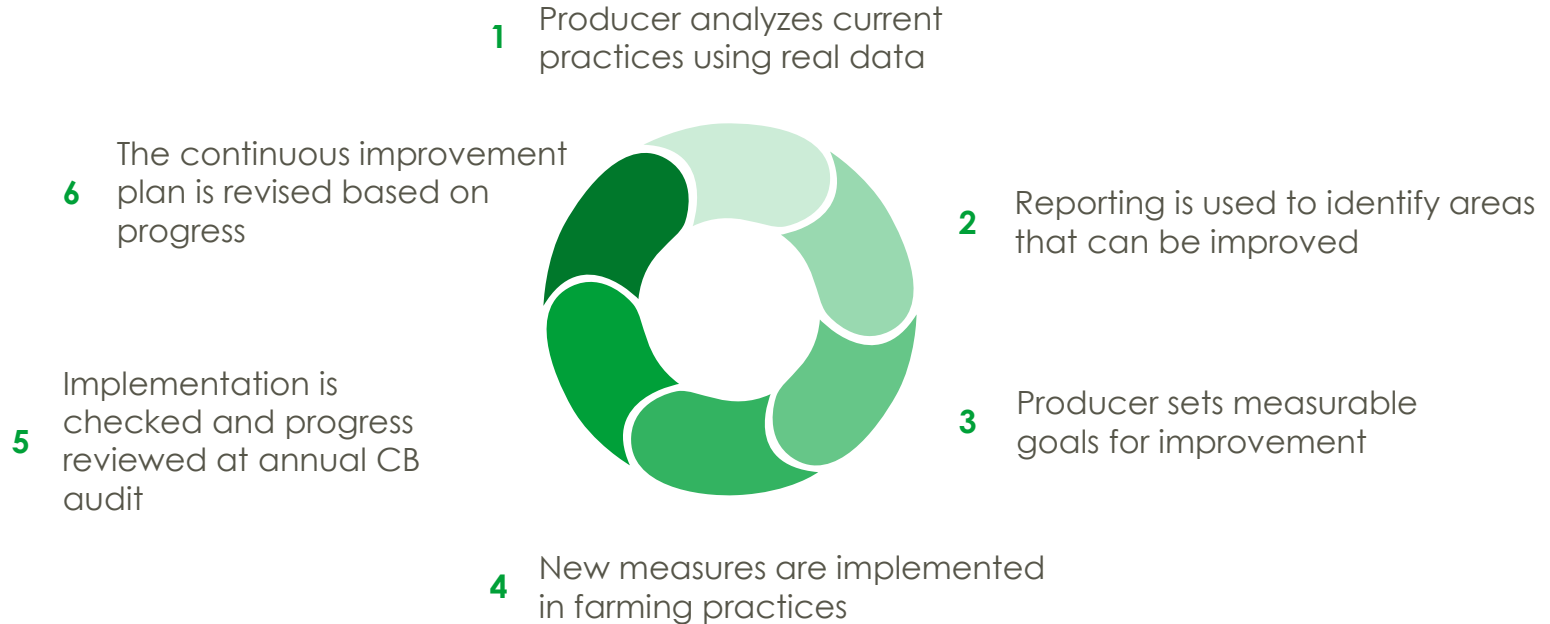 1
Producer analyzes current
practices using real data
2
Reporting is used to identify areas
that can be improved
3
Producer sets measurable
goals for improvement
4
New measures are implemented
in farming practices
5
Implementation is
checked and progress
reviewed at annual CB
audit
6
The continuous improvement
plan is revised based on
progress